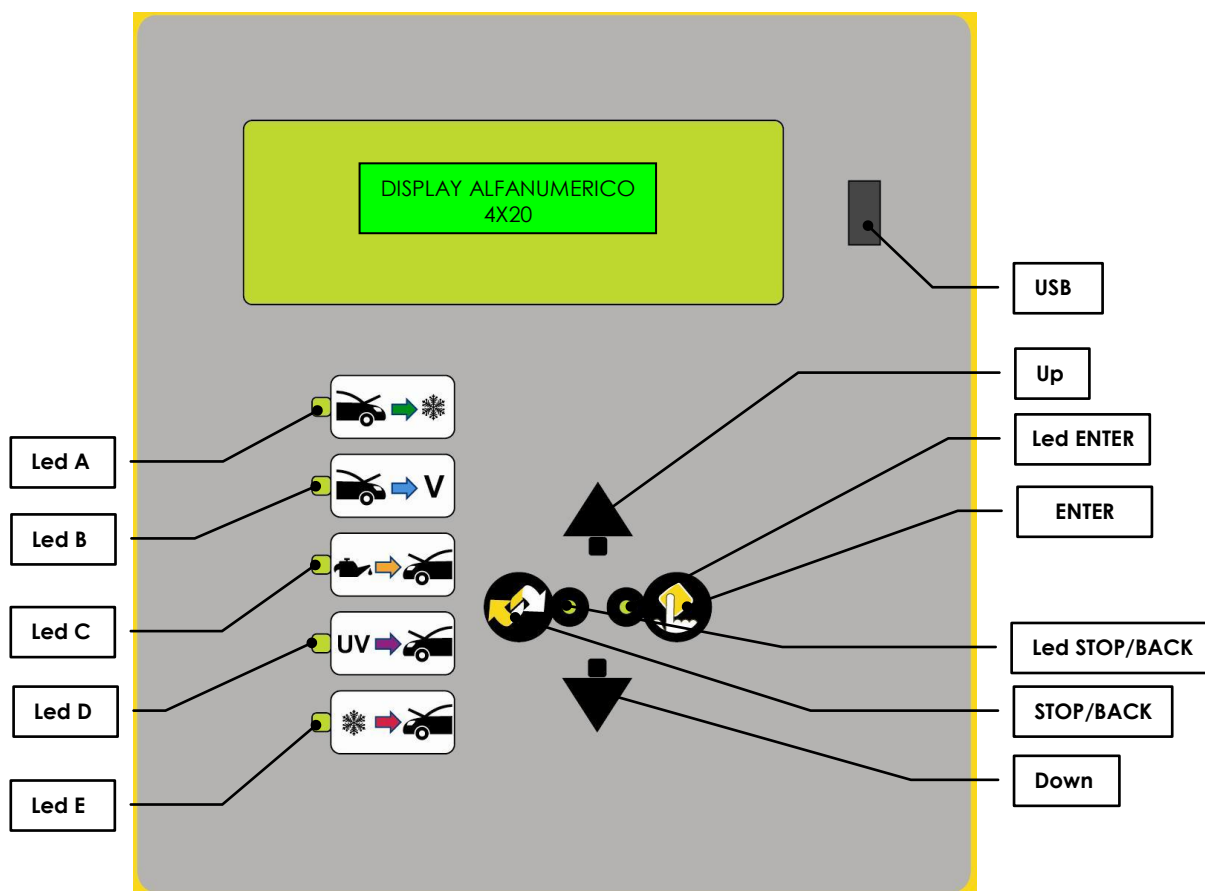 DISPLAY ALFANUMERICO
4X20
USB
Up
Led ENTER
ENTER
Led STOP/BACK
STOP/BACK
Down
Led A
Led B
V
Led C
Led D
UV
Led E